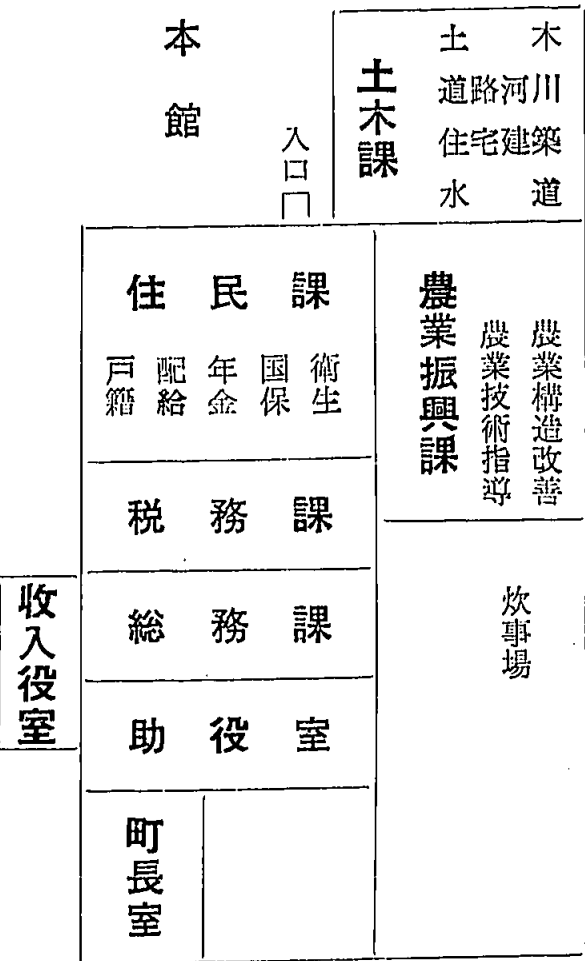 本館
入口
土木課
土木
道路河川
住宅建築
水道
住民課
戸籍
配給
年金
国保
衛生
農業振興課
農業技術指導
農業構造改善
税務課
総務課
助役室
収入役室
町長室
炊事場